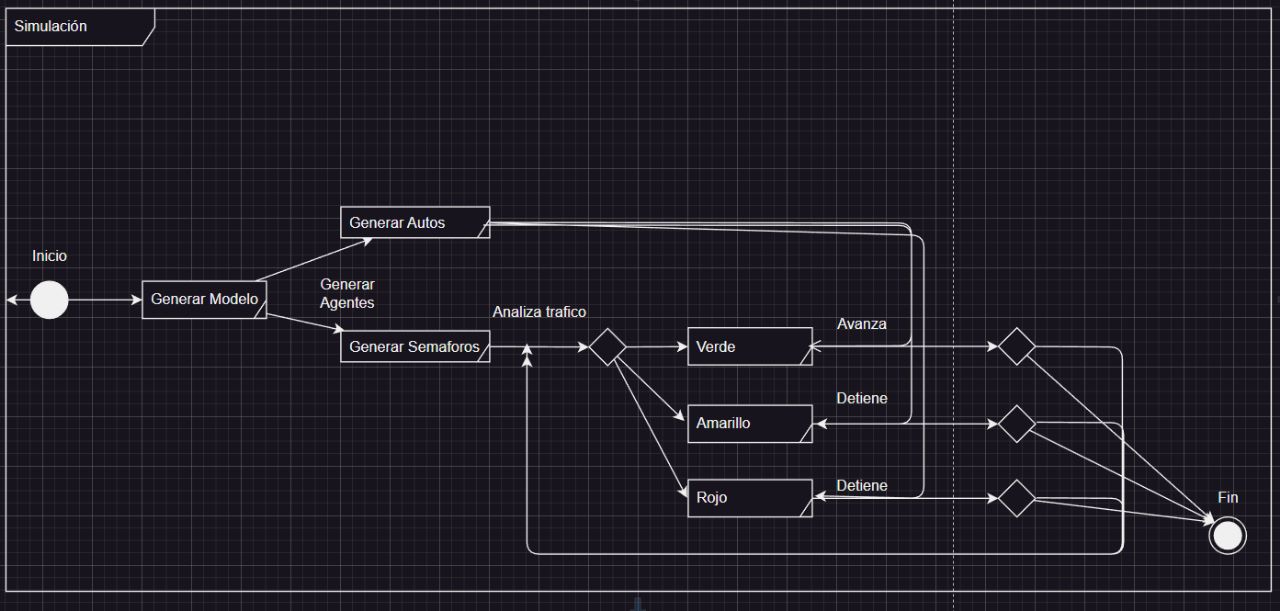 Simulación
Inicio
Generar Modelo
Generar Autos
Generar
Agentes
Generar Semaforos
Analiza trafico
Verde
Avanza
Amarillo
Detiene
Rojo
Detiene
Fin